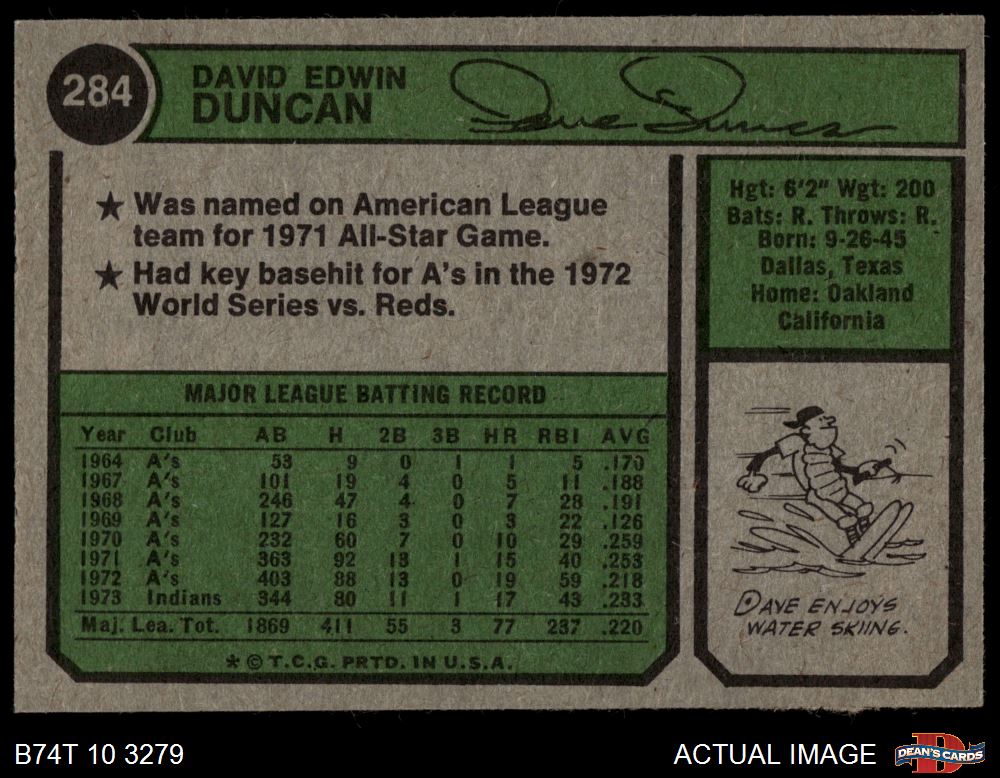 284
DAVID EDWIN
DUNCAN
Dave Duncan
★ Was named on American League
team for 1971 All-Star Game.
★ Had key basehit for A's in the 1972
World Series vs. Reds.
Hgt: 6'2" Wgt: 200
Bats: R. Throws: R.
Born: 9-26-45
Dallas, Texas
Home: Oakland
California
MAJOR LEAGUE BATTING RECORD
Year Club AB H 2B 3B HR RBI AVG
1964 A's 53 9 0 1 1 5 .170
1967 A's 101 19 4 0 5 11 .188
1968 A's 246 47 4 0 7 28 .191
1969 A's 127 16 3 0 3 22 .126
1970 A's 232 60 7 0 10 29 .259
1971 A's 363 92 13 1 15 40 .253
1972 A's 403 88 13 0 19 59 .218
1973 Indians 344 80 11 1 17 43 .233
Maj. Lea. Tot. 1869 411 55 3 77 237 .220
* © T.C.G. PRTD. IN U.S.A.
DAVE ENJOYS
WATER SKIING.
B74T 10 3279
ACTUAL IMAGE
DEAN'S CARDS